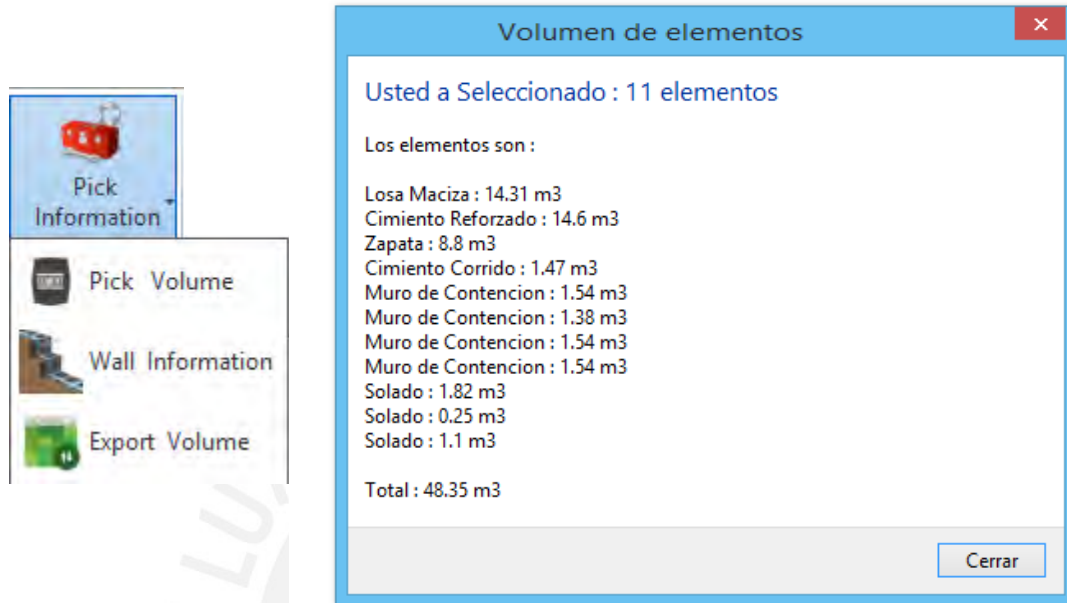 Pick
Information
Pick Volume
Wall Information
Export Volume
Volumen de elementos
Usted a Seleccionado : 11 elementos
Los elementos son :
Losa Maciza : 14.31 m3
Cimiento Reforzado : 14.6 m3
Zapata : 8.8 m3
Cimiento Corrido : 1.47 m3
Muro de Contencion : 1.54 m3
Muro de Contencion : 1.38 m3
Muro de Contencion : 1.54 m3
Muro de Contencion : 1.54 m3
Solado : 1.82 m3
Solado : 0.25 m3
Solado : 1.1 m3
Total : 48.35 m3
Cerrar